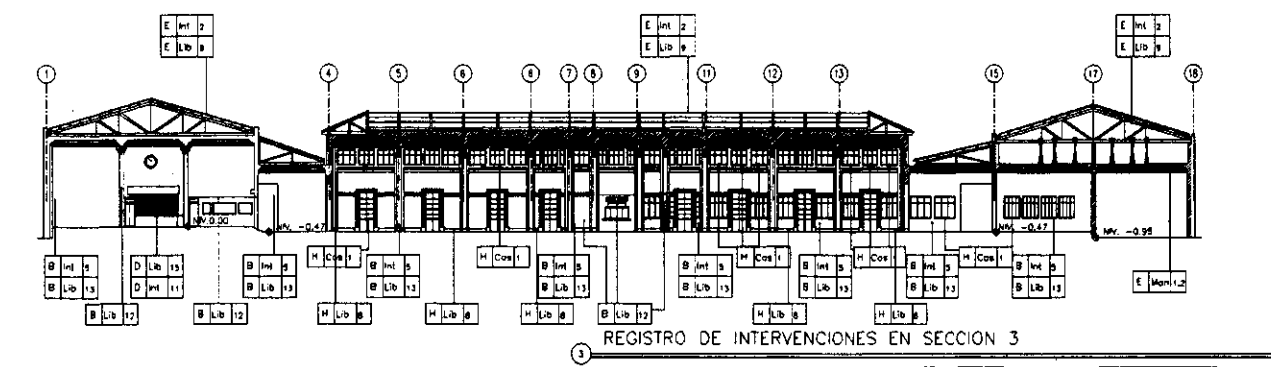 E Int 2 E Int 2 E Int 2
E Lib 9 E Lib 9 E Lib 9
1 4 5 6 7 8 9 11 12 13 15 17 18
NIV. 0.00 NIV. -0.47 NIV. -0.47 NIV. -0.95
H Cos 1 H Cos 1 H Cos 1 H Cos H Cos 1
B Int 5 D Lib 15 B Int 5 B Int 5 B Int 5 B Int 5 B Int 5 B Int 5 B Int 5
B Lib 13 D Int 11 B Lib 13 B Lib 13 B Lib 13 B Lib 13 B Lib 13 B Lib 13 B Lib 13
E Man 1,2
B Lib 12 B Lib 12 H Lib 8 H Lib 8 H Lib 8 B Lib 12 H Lib 8 H Lib 8
REGISTRO DE INTERVENCIONES EN SECCION 3
3